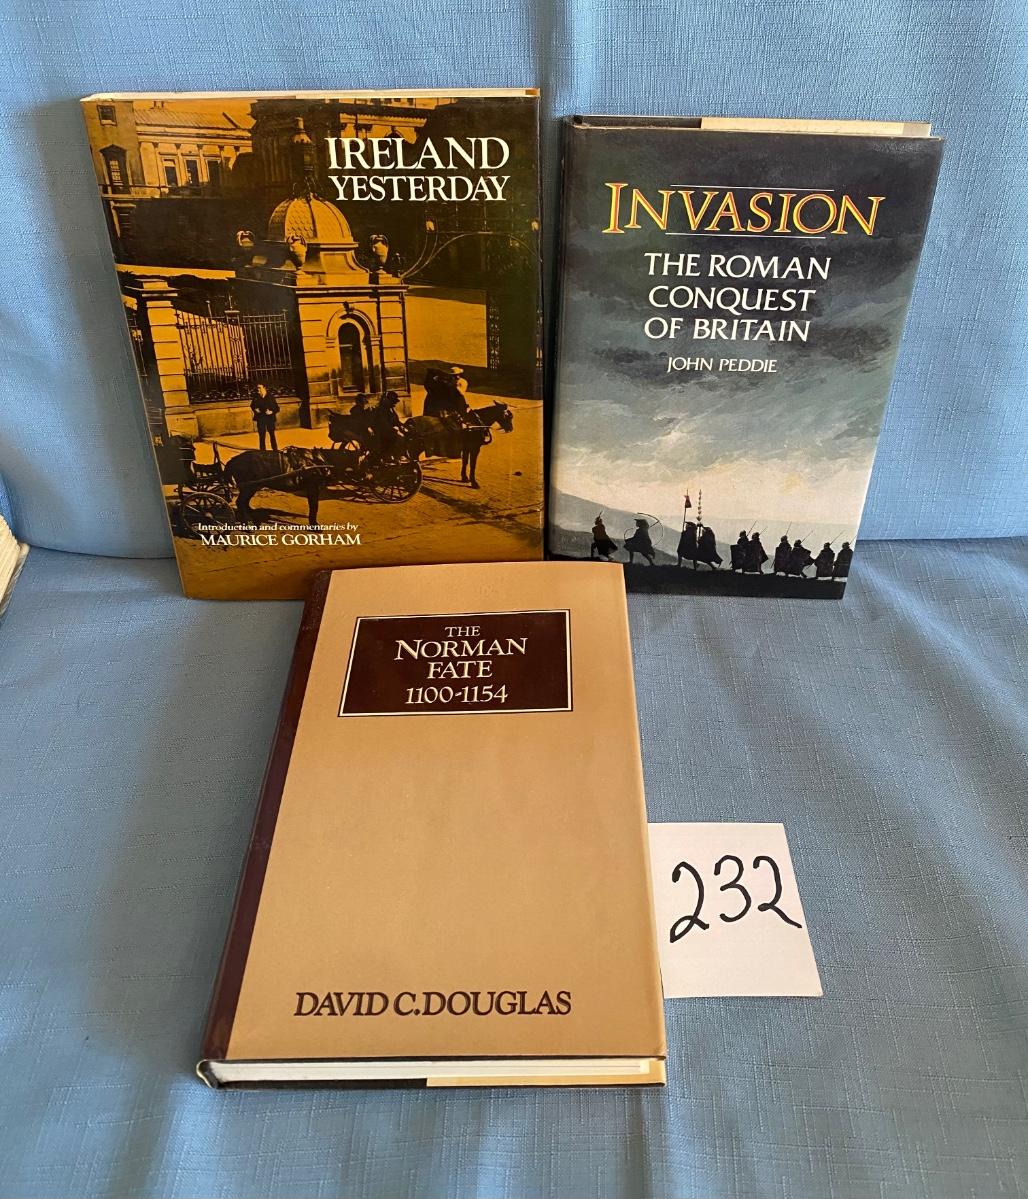 IRELAND
YESTERDAY
Introduction and commentaries by
MAURICE GORHAM
INVASION
THE ROMAN
CONQUEST
OF BRITAIN
JOHN PEDDIE
THE
NORMAN
FATE
1100-1154
DAVID C. DOUGLAS
232